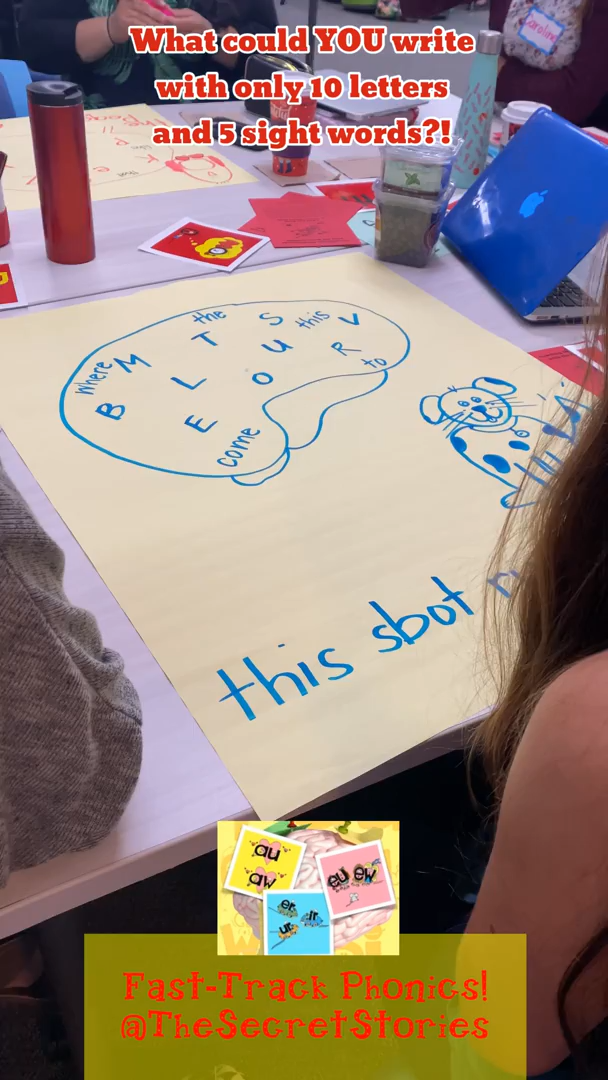 What could YOU write
with only 10 letters
and 5 sight words?!
Caroline
the S this V
where M T U R to
B L O
E come
this sbot
au
aw
eu ew
er ir
ur
Fast-Track Phonics!
@TheSecretStories